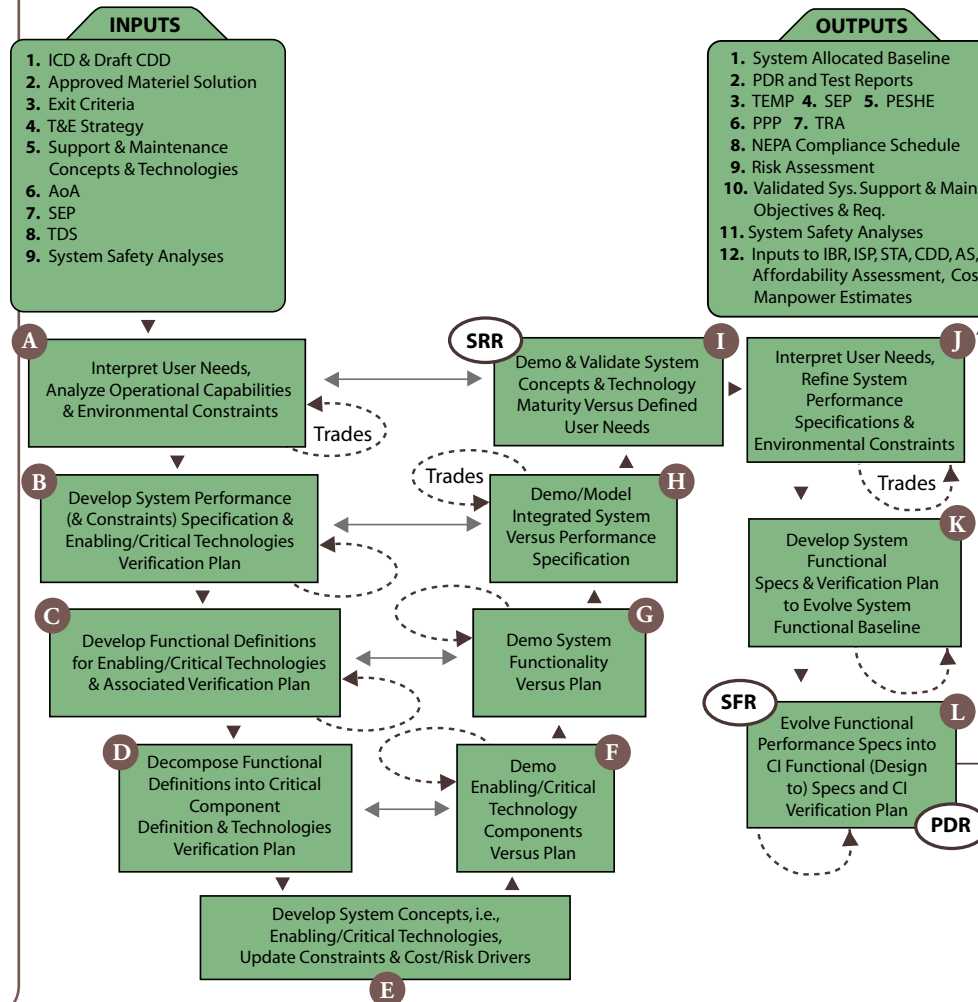 INPUTS
1. ICD & Draft CDD
2. Approved Materiel Solution
3. Exit Criteria
4. T&E Strategy
5. Support & Maintenance
Concepts & Technologies
6. AoA
7. SEP
8. TDS
9. System Safety Analyses
OUTPUTS
1. System Allocated Baseline
2. PDR and Test Reports
3. TEMP 4. SEP 5. PESHE
6. PPP 7. TRA
8. NEPA Compliance Schedule
9. Risk Assessment
10. Validated Sys. Support & Main
Objectives & Req.
11. System Safety Analyses
12. Inputs to IBR, ISP, STA, CDD, AS,
Affordability Assessment, Cos
Manpower Estimates
A
Interpret User Needs,
Analyze Operational Capabilities
& Environmental Constraints
Trades
B
Develop System Performance
(& Constraints) Specification &
Enabling/Critical Technologies
Verification Plan
C
Develop Functional Definitions
for Enabling/Critical Technologies
& Associated Verification Plan
D
Decompose Functional
Definitions into Critical
Component
Definition & Technologies
Verification Plan
Develop System Concepts, i.e.,
Enabling/Critical Technologies,
Update Constraints & Cost/Risk Drivers
E
F
Demo
Enabling/Critical
Technology
Components
Versus Plan
G
Demo System
Functionality
Versus Plan
Trades
H
Demo/Model
Integrated System
Versus Performance
Specification
SRR
I
Demo & Validate System
Concepts & Technology
Maturity Versus Defined
User Needs
J
Interpret User Needs,
Refine System
Performance
Specifications &
Environmental Constraints
Trades
K
Develop System
Functional
Specs & Verification Plan
to Evolve System
Functional Baseline
SFR
L
Evolve Functional
Performance Specs into
CI Functional (Design
to) Specs and CI
Verification Plan
PDR